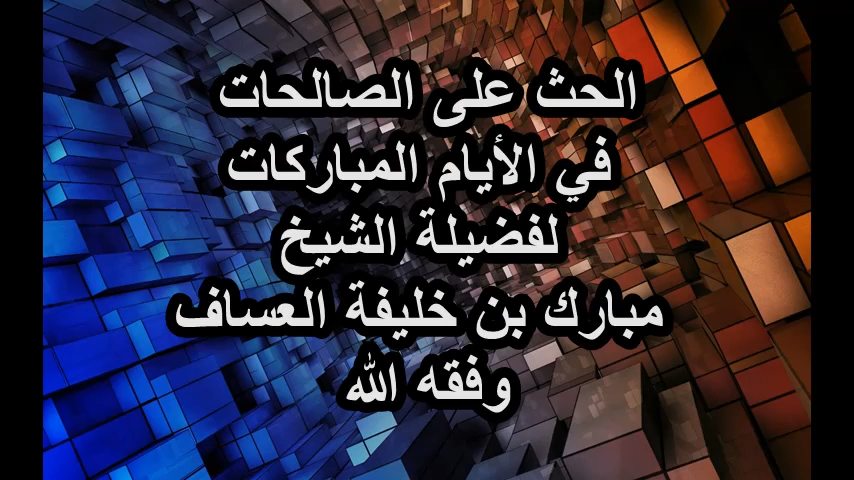 الحث على الصالحات
في الأيام المباركات
لفضيلة الشيخ
مبارك بن خليفة العساف
وفقه الله